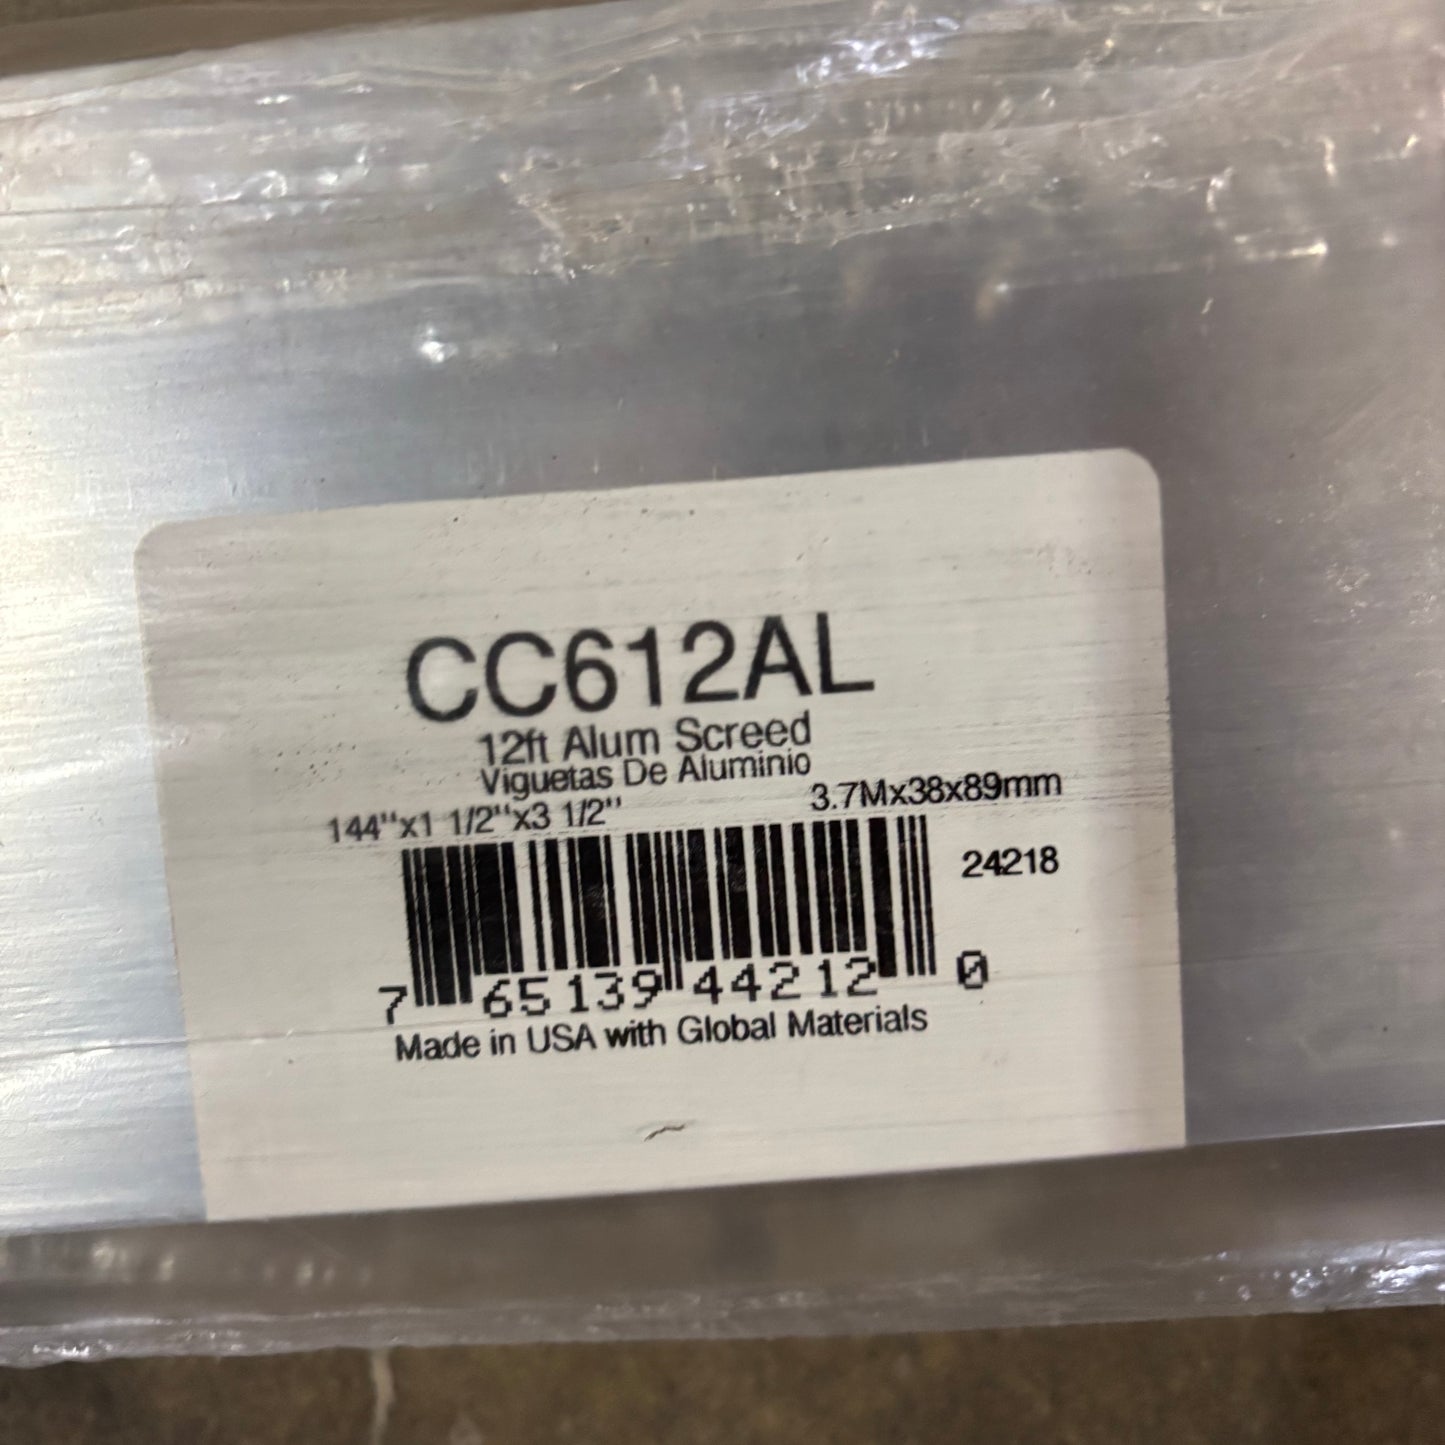 CC612AL
12ft Alum Screed
Viguetas De Aluminio
144"x1 1/2"x3 1/2" 3.7Mx38x89mm
24218
7 65139 44212 0
Made in USA with Global Materials